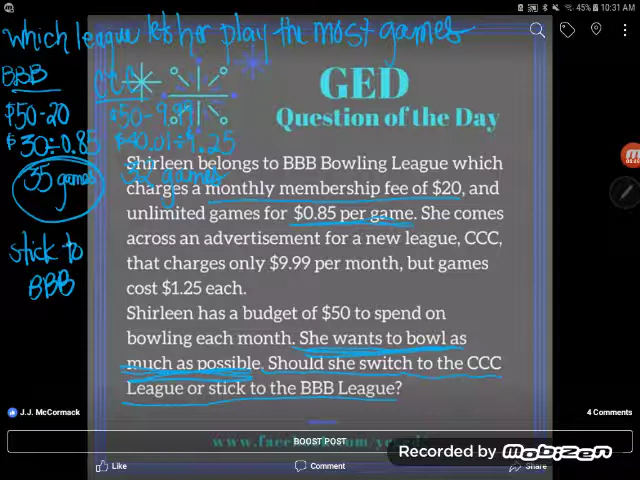 45% 10:31 AM
which league lets her play the most games
BBB
CCC
$50-20
$50-9.99
$30÷0.85
$40.01÷1.25
35 games
32 games
stick to
BBB
GED
Question of the Day
Shirleen belongs to BBB Bowling League which
charges a monthly membership fee of $20, and
unlimited games for $0.85 per game. She comes
across an advertisement for a new league, CCC,
that charges only $9.99 per month, but games
cost $1.25 each.
Shirleen has a budget of $50 to spend on
bowling each month. She wants to bowl as
much as possible. Should she switch to the CCC
League or stick to the BBB League?
J.J. McCormack
4 Comments
BOOST POST
Recorded by MOBIZEN
Like
Comment
Share